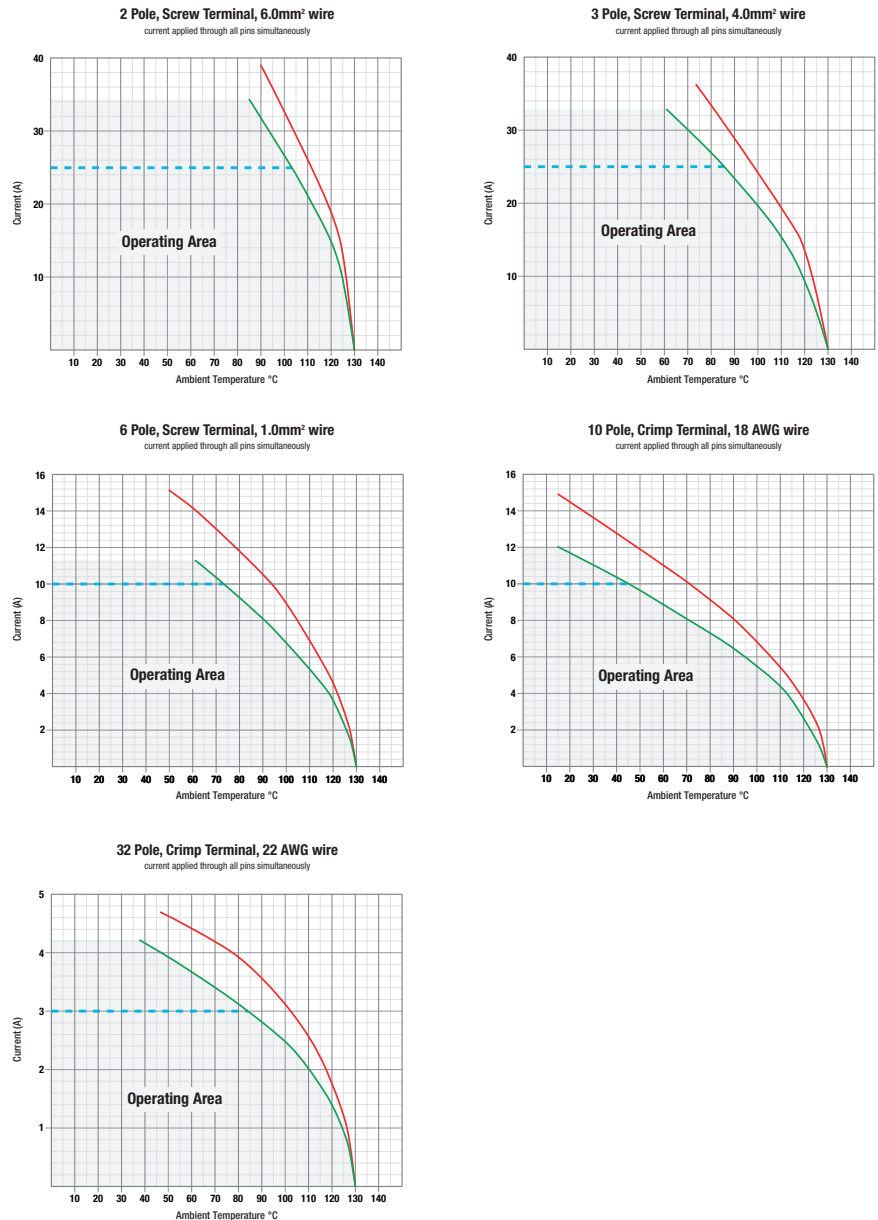 2 Pole, Screw Terminal, 6.0mm² wire
current applied through all pins simultaneously
40
30
20
10
Current (A)
Operating Area
10 20 30 40 50 60 70 80 90 100 110 120 130 140
Ambient Temperature °C
3 Pole, Screw Terminal, 4.0mm² wire
current applied through all pins simultaneously
40
30
20
10
Current (A)
Operating Area
10 20 30 40 50 60 70 80 90 100 110 120 130 140
Ambient Temperature °C
6 Pole, Screw Terminal, 1.0mm² wire
current applied through all pins simultaneously
16
14
12
10
8
6
4
2
Current (A)
Operating Area
10 20 30 40 50 60 70 80 90 100 110 120 130 140
Ambient Temperature °C
10 Pole, Crimp Terminal, 18 AWG wire
current applied through all pins simultaneously
16
14
12
10
8
6
4
2
Current (A)
Operating Area
10 20 30 40 50 60 70 80 90 100 110 120 130 140
Ambient Temperature °C
32 Pole, Crimp Terminal, 22 AWG wire
current applied through all pins simultaneously
5
4
3
2
1
Current (A)
Operating Area
10 20 30 40 50 60 70 80 90 100 110 120 130 140
Ambient Temperature °C